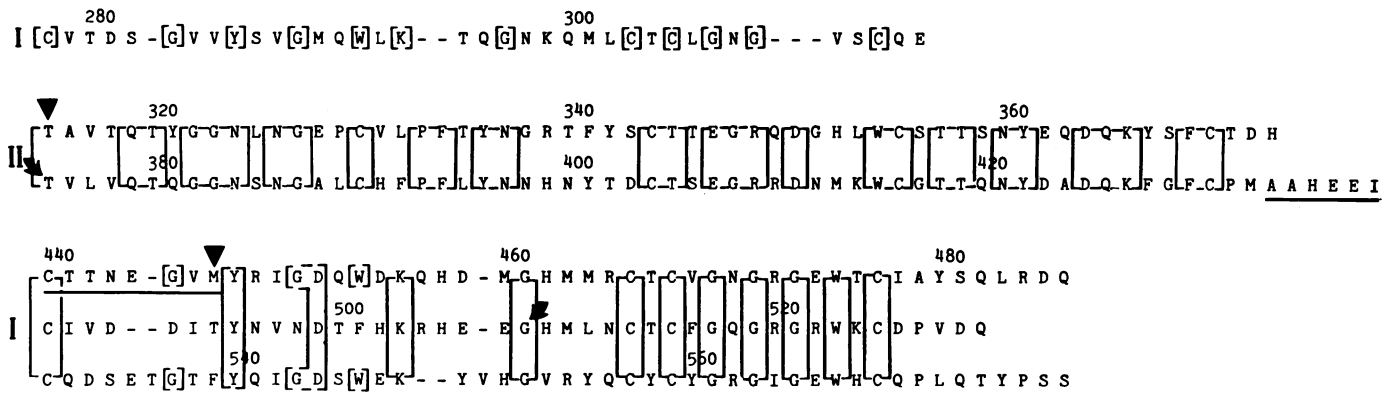 280 300
I [C] V T D S - [G] V V [Y] S V [G] M Q [W] L [K] - - T Q [G] N K Q M L [C] T [C] L [G] N [G] - - - V S [C] Q E
320 340 360
T A V T Q T Y G G N L N G E P C V L P F T Y N G R T F Y S C T T E G R Q D G H L W C S T T S N Y E Q D Q K Y S F C T D H
II 380 400 420
T V L V Q T Q G G N S N G A L C H F P F L Y N N H N Y T D C T S E G R R D N M K W C G T T Q N Y D A D Q K F G F C P M A A H E E I
440 460 480
C T T N E - [G] V M Y R I [G] D Q [W] D K Q H D - M G H M M R C T C V G N G R G E W T C I A Y S Q L R D Q
500 520
I C I V D - - D I T Y N V N D T F H K R H E - E G H M L N C T C F G Q G R G R W K C D P V D Q
540 560
C Q D S E T [G] T F Y Q I [G] D S [W] E K - - Y V H G V R Y Q C Y C Y G R G I G E W H C Q P L Q T Y P S S